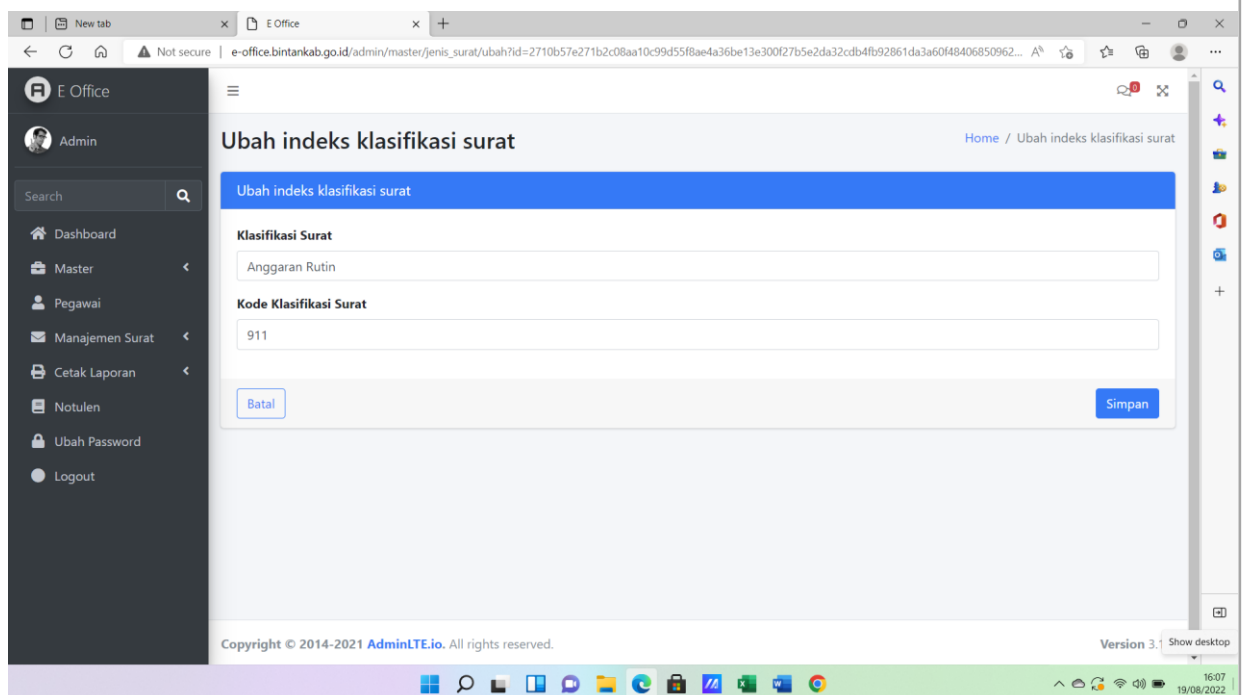 New tab
E Office
Not secure | e-office.bintankab.go.id/admin/master/jenis_surat/ubah?id=2710b57e271b2c08aa10c99d55f8ae4a36be13e300f27b5e2da32cdb4fb92861da3a60f48406850962...
E Office
0
Admin
Ubah indeks klasifikasi surat
Home / Ubah indeks klasifikasi surat
Search
Ubah indeks klasifikasi surat
Dashboard
Klasifikasi Surat
Master
Anggaran Rutin
Pegawai
Kode Klasifikasi Surat
Manajemen Surat
911
Cetak Laporan
Notulen
Batal
Simpan
Ubah Password
Logout
Copyright © 2014-2021 AdminLTE.io. All rights reserved.
Version 3.1
Show desktop
16:07
19/08/2022